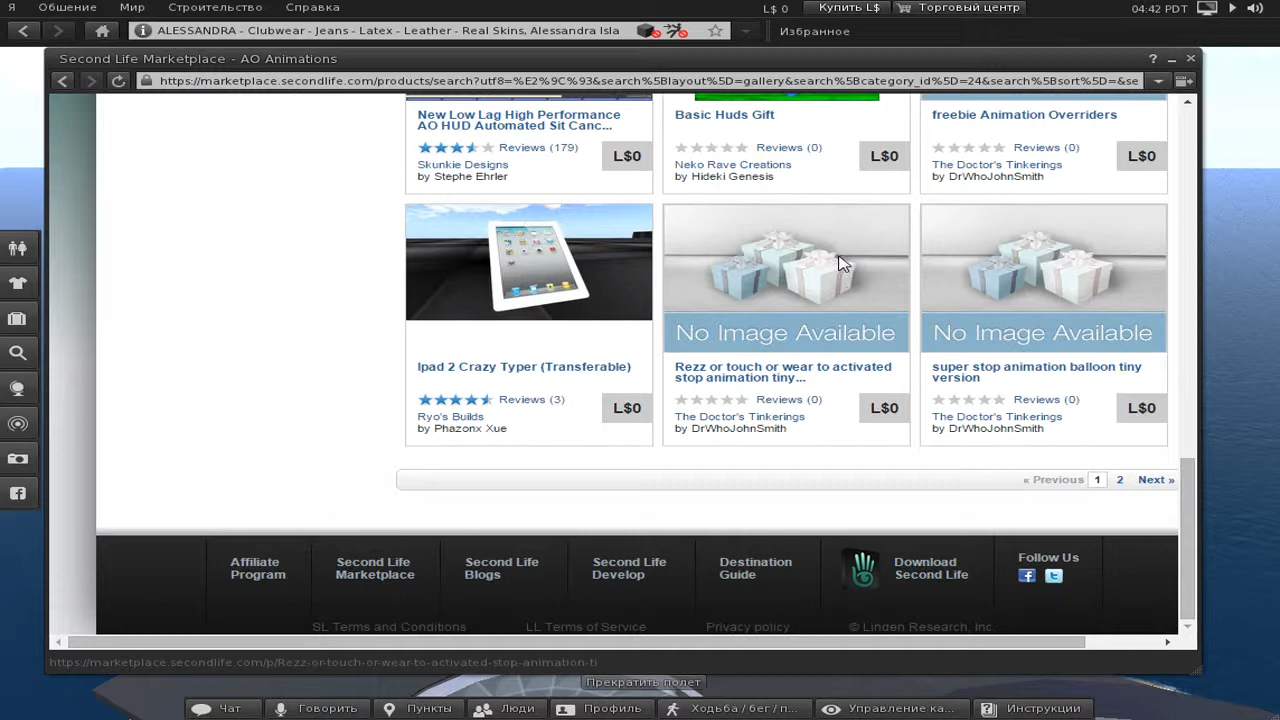 Я Общение Мир Строительство Справка L$ 0 Купить L$ Торговый центр 04:42 PDT
ALESSANDRA - Clubwear - Jeans - Latex - Leather - Real Skins, Alessandra Isla Избранное
Second Life Marketplace - AO Animations ?
https://marketplace.secondlife.com/products/search?utf8=%E2%9C%93&search%5Blayout%5D=gallery&search%5Bcategory_id%5D=24&search%5Bsort%5D=&se
New Low Lag High Performance
AO HUD Automated Sit Canc...
Reviews (179)
L$0
Skunkie Designs
by Stephe Ehrler
Basic Huds Gift
Reviews (0)
L$0
Neko Rave Creations
by Hideki Genesis
freebie Animation Overriders
Reviews (0)
L$0
The Doctor's Tinkerings
by DrWhoJohnSmith
Ipad 2 Crazy Typer (Transferable)
Reviews (3)
L$0
Ryo's Builds
by Phazonx Xue
No Image Available
Rezz or touch or wear to activated
stop animation tiny...
Reviews (0)
L$0
The Doctor's Tinkerings
by DrWhoJohnSmith
No Image Available
super stop animation balloon tiny
version
Reviews (0)
L$0
The Doctor's Tinkerings
by DrWhoJohnSmith
« Previous 1 2 Next »
Affiliate
Program
Second Life
Marketplace
Second Life
Blogs
Second Life
Develop
Destination
Guide
Download
Second Life
Follow Us
SL Terms and Conditions LL Terms of Service Privacy policy © Linden Research, Inc.
https://marketplace.secondlife.com/p/Rezz-or-touch-or-wear-to-activated-stop-animation-ti
Прекратить полет
Чат Говорить Пункты Люди Профиль Ходьба / бег / п... Управление ка... Инструкции